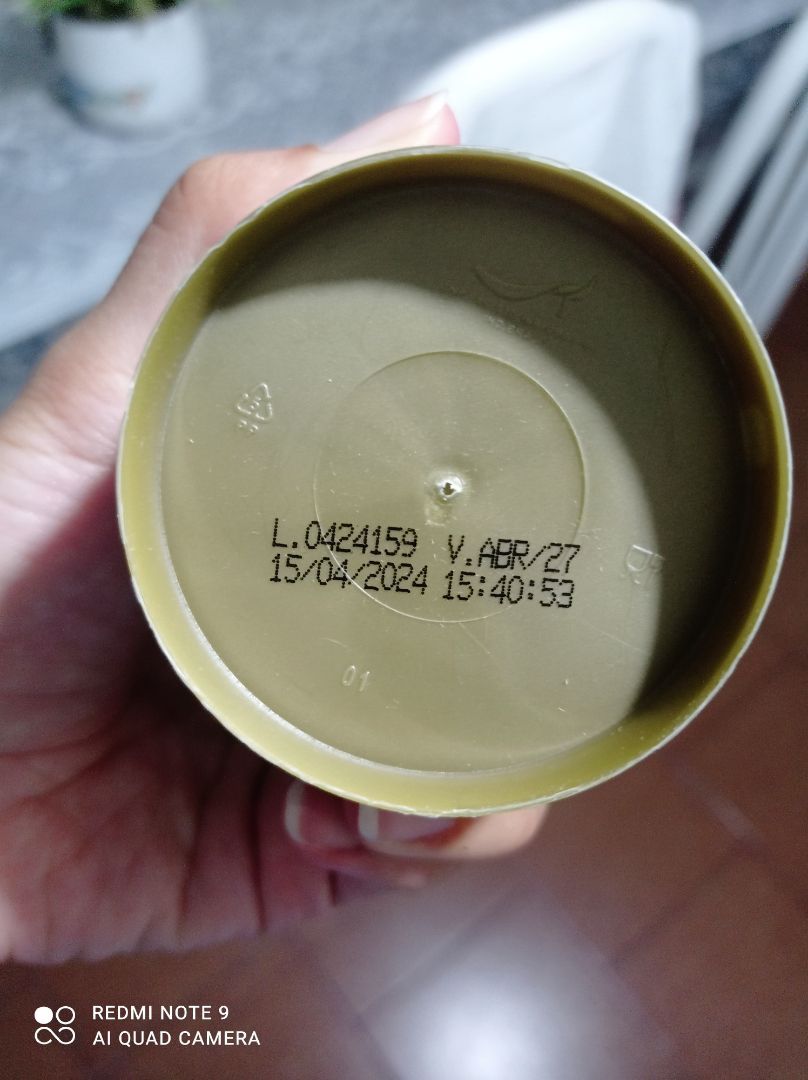 L.0424159 V.ABR/27
15/04/2024 15:40:53
01
REDMI NOTE 9
AI QUAD CAMERA